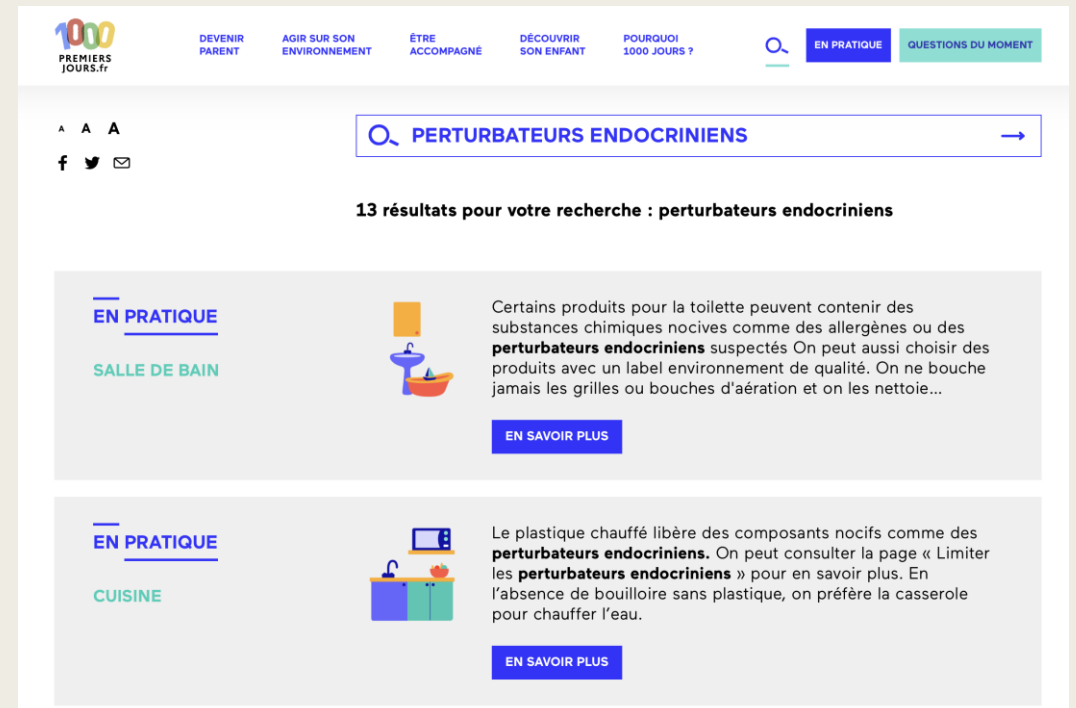 1000
PREMIERS
JOURS.fr
DEVENIR
PARENT
AGIR SUR SON
ENVIRONNEMENT
ÊTRE
ACCOMPAGNÉ
DÉCOUVRIR
SON ENFANT
POURQUOI
1000 JOURS ?
EN PRATIQUE
QUESTIONS DU MOMENT
A A A
PERTURBATEURS ENDOCRINIENS
13 résultats pour votre recherche : perturbateurs endocriniens
EN PRATIQUE
SALLE DE BAIN
Certains produits pour la toilette peuvent contenir des
substances chimiques nocives comme des allergènes ou des
perturbateurs endocriniens suspectés On peut aussi choisir des
produits avec un label environnement de qualité. On ne bouche
jamais les grilles ou bouches d'aération et on les nettoie...
EN SAVOIR PLUS
EN PRATIQUE
CUISINE
Le plastique chauffé libère des composants nocifs comme des
perturbateurs endocriniens. On peut consulter la page « Limiter
les perturbateurs endocriniens » pour en savoir plus. En
l’absence de bouilloire sans plastique, on préfère la casserole
pour chauffer l’eau.
EN SAVOIR PLUS